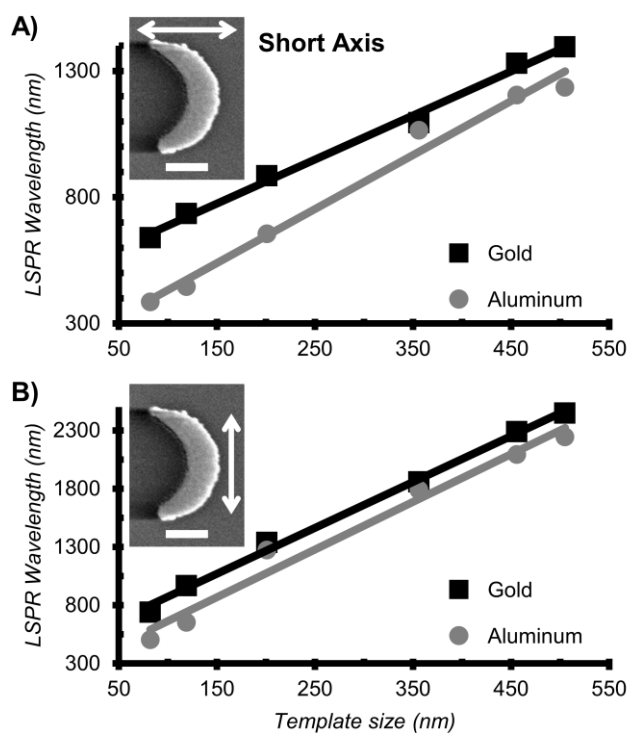 A)
Short Axis
LSPR Wavelength (nm)
1300
800
300
Gold
Aluminum
50 150 250 350 450 550
B)
LSPR Wavelength (nm)
2300
1800
1300
800
300
Gold
Aluminum
50 150 250 350 450 550
Template size (nm)